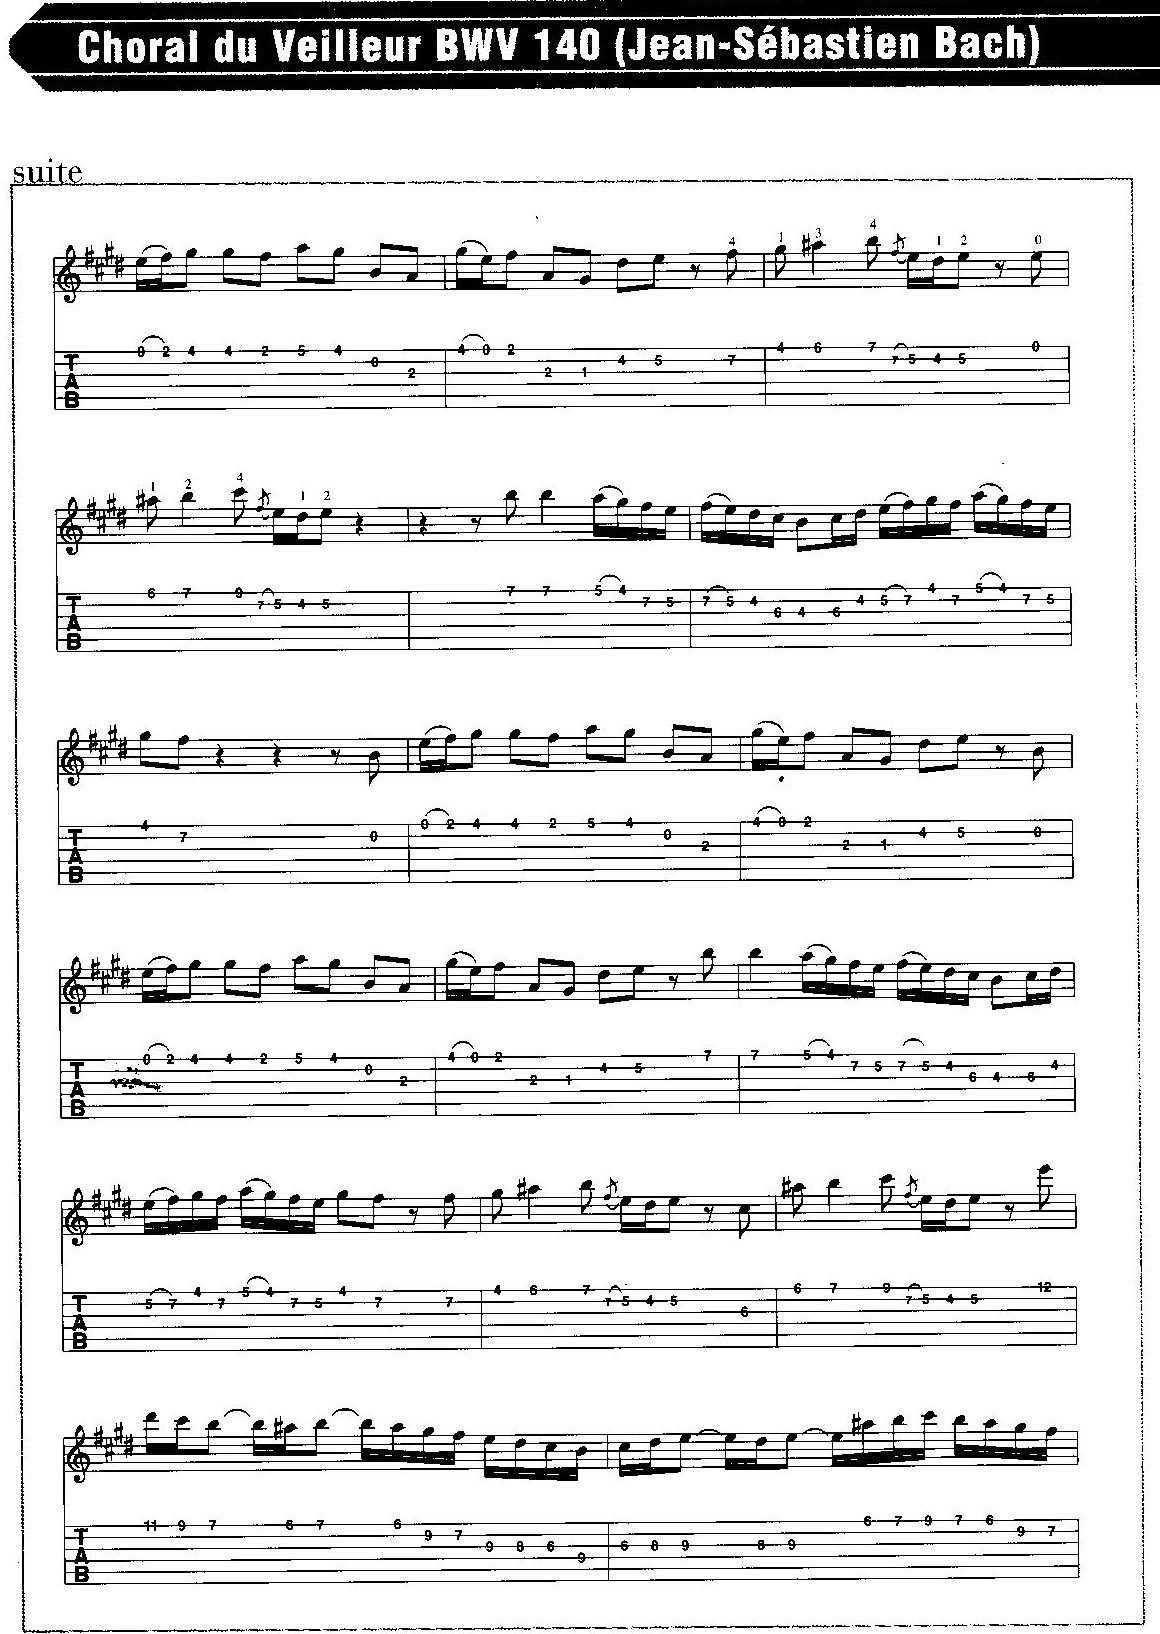 Choral du Veilleur BWV 140 (Jean-Sébastien Bach)
suite
4 1 3 4 1 2 0
T A B
0 2 4 4 2 5 4 0 2 4 0 2 2 1 4 5 7 4 6 7 7 5 4 5 0
1 2 4 1 2
T A B
6 7 9 7 5 4 5 7 7 5 4 7 5 7 5 4 6 4 6 4 5 7 4 7 5 4 7 5
T A B
4 7 0 0 2 4 4 2 5 4 0 2 4 0 2 2 1 4 5 0
T A B
0 2 4 4 2 5 4 0 2 4 0 2 2 1 4 5 7 7 5 4 7 5 7 5 4 6 4 6 4
T A B
5 7 4 7 5 4 7 5 4 7 7 4 6 7 7 5 4 5 6 6 7 9 7 5 4 5 12
T A B
11 9 7 6 7 6 9 7 9 8 6 9 6 8 9 8 9 6 7 9 7 6 9 7